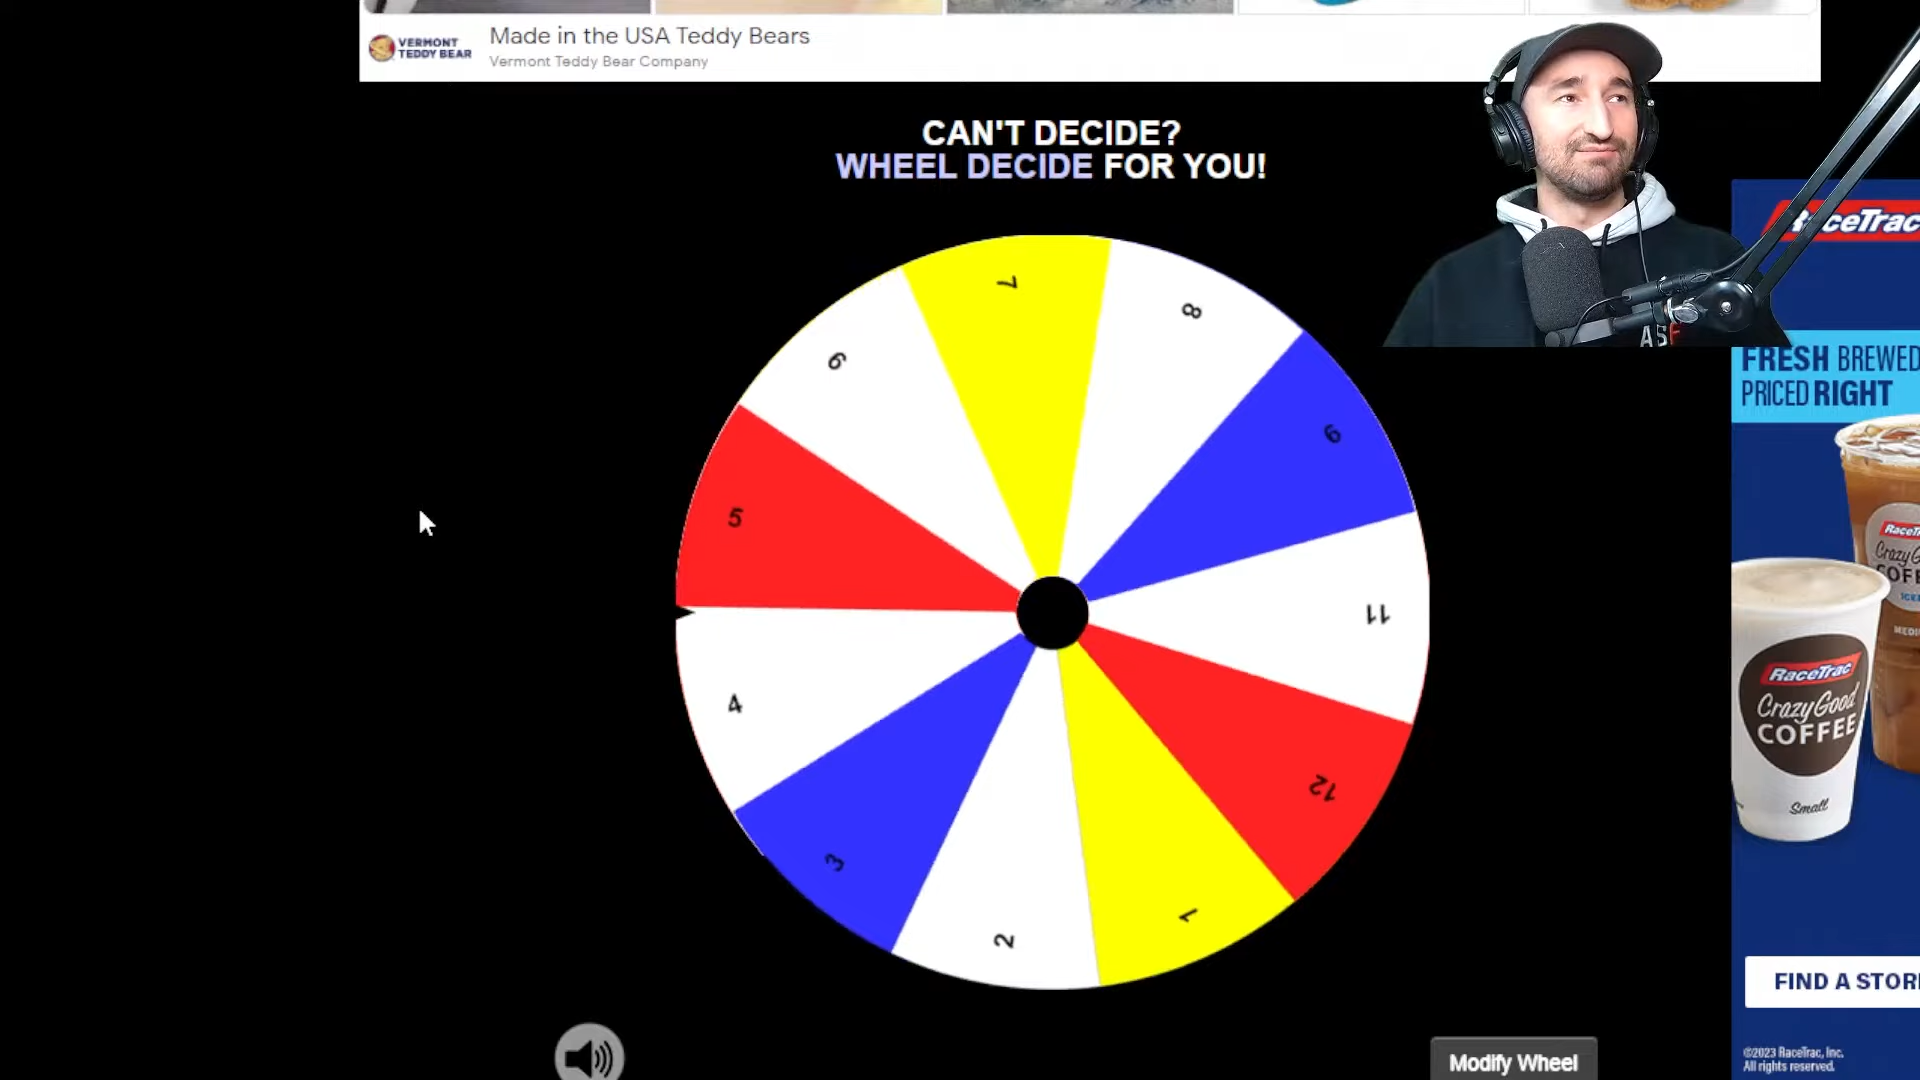 VERMONT
TEDDY BEAR
Made in the USA Teddy Bears
Vermont Teddy Bear Company
CAN'T DECIDE?
WHEEL DECIDE FOR YOU!
7
8
6
9
5
11
4
12
3
1
2
Modify Wheel
RaceTrac
FRESH BREWED
PRICED RIGHT
RaceTrac
Crazy Good
COFFEE
Small
FIND A STOR
©2023 RaceTrac, Inc.
All rights reserved.